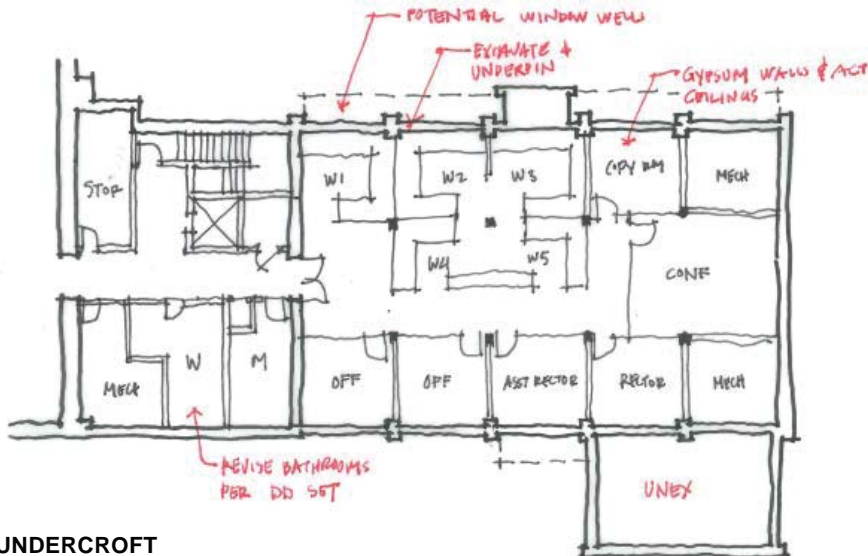 POTENTIAL WINDOW WELL
EXCAVATE &
UNDERPIN
GYPSUM WALLS & ACT
CEILINGS
STOR
W1
W2
W3
COPY RM
MECH
W4
W5
CONF
MECH
W
M
OFF
OFF
ASST RECTOR
RECTOR
MECH
REVISE BATHROOMS
PER DD SET
UNEX
UNDERCROFT